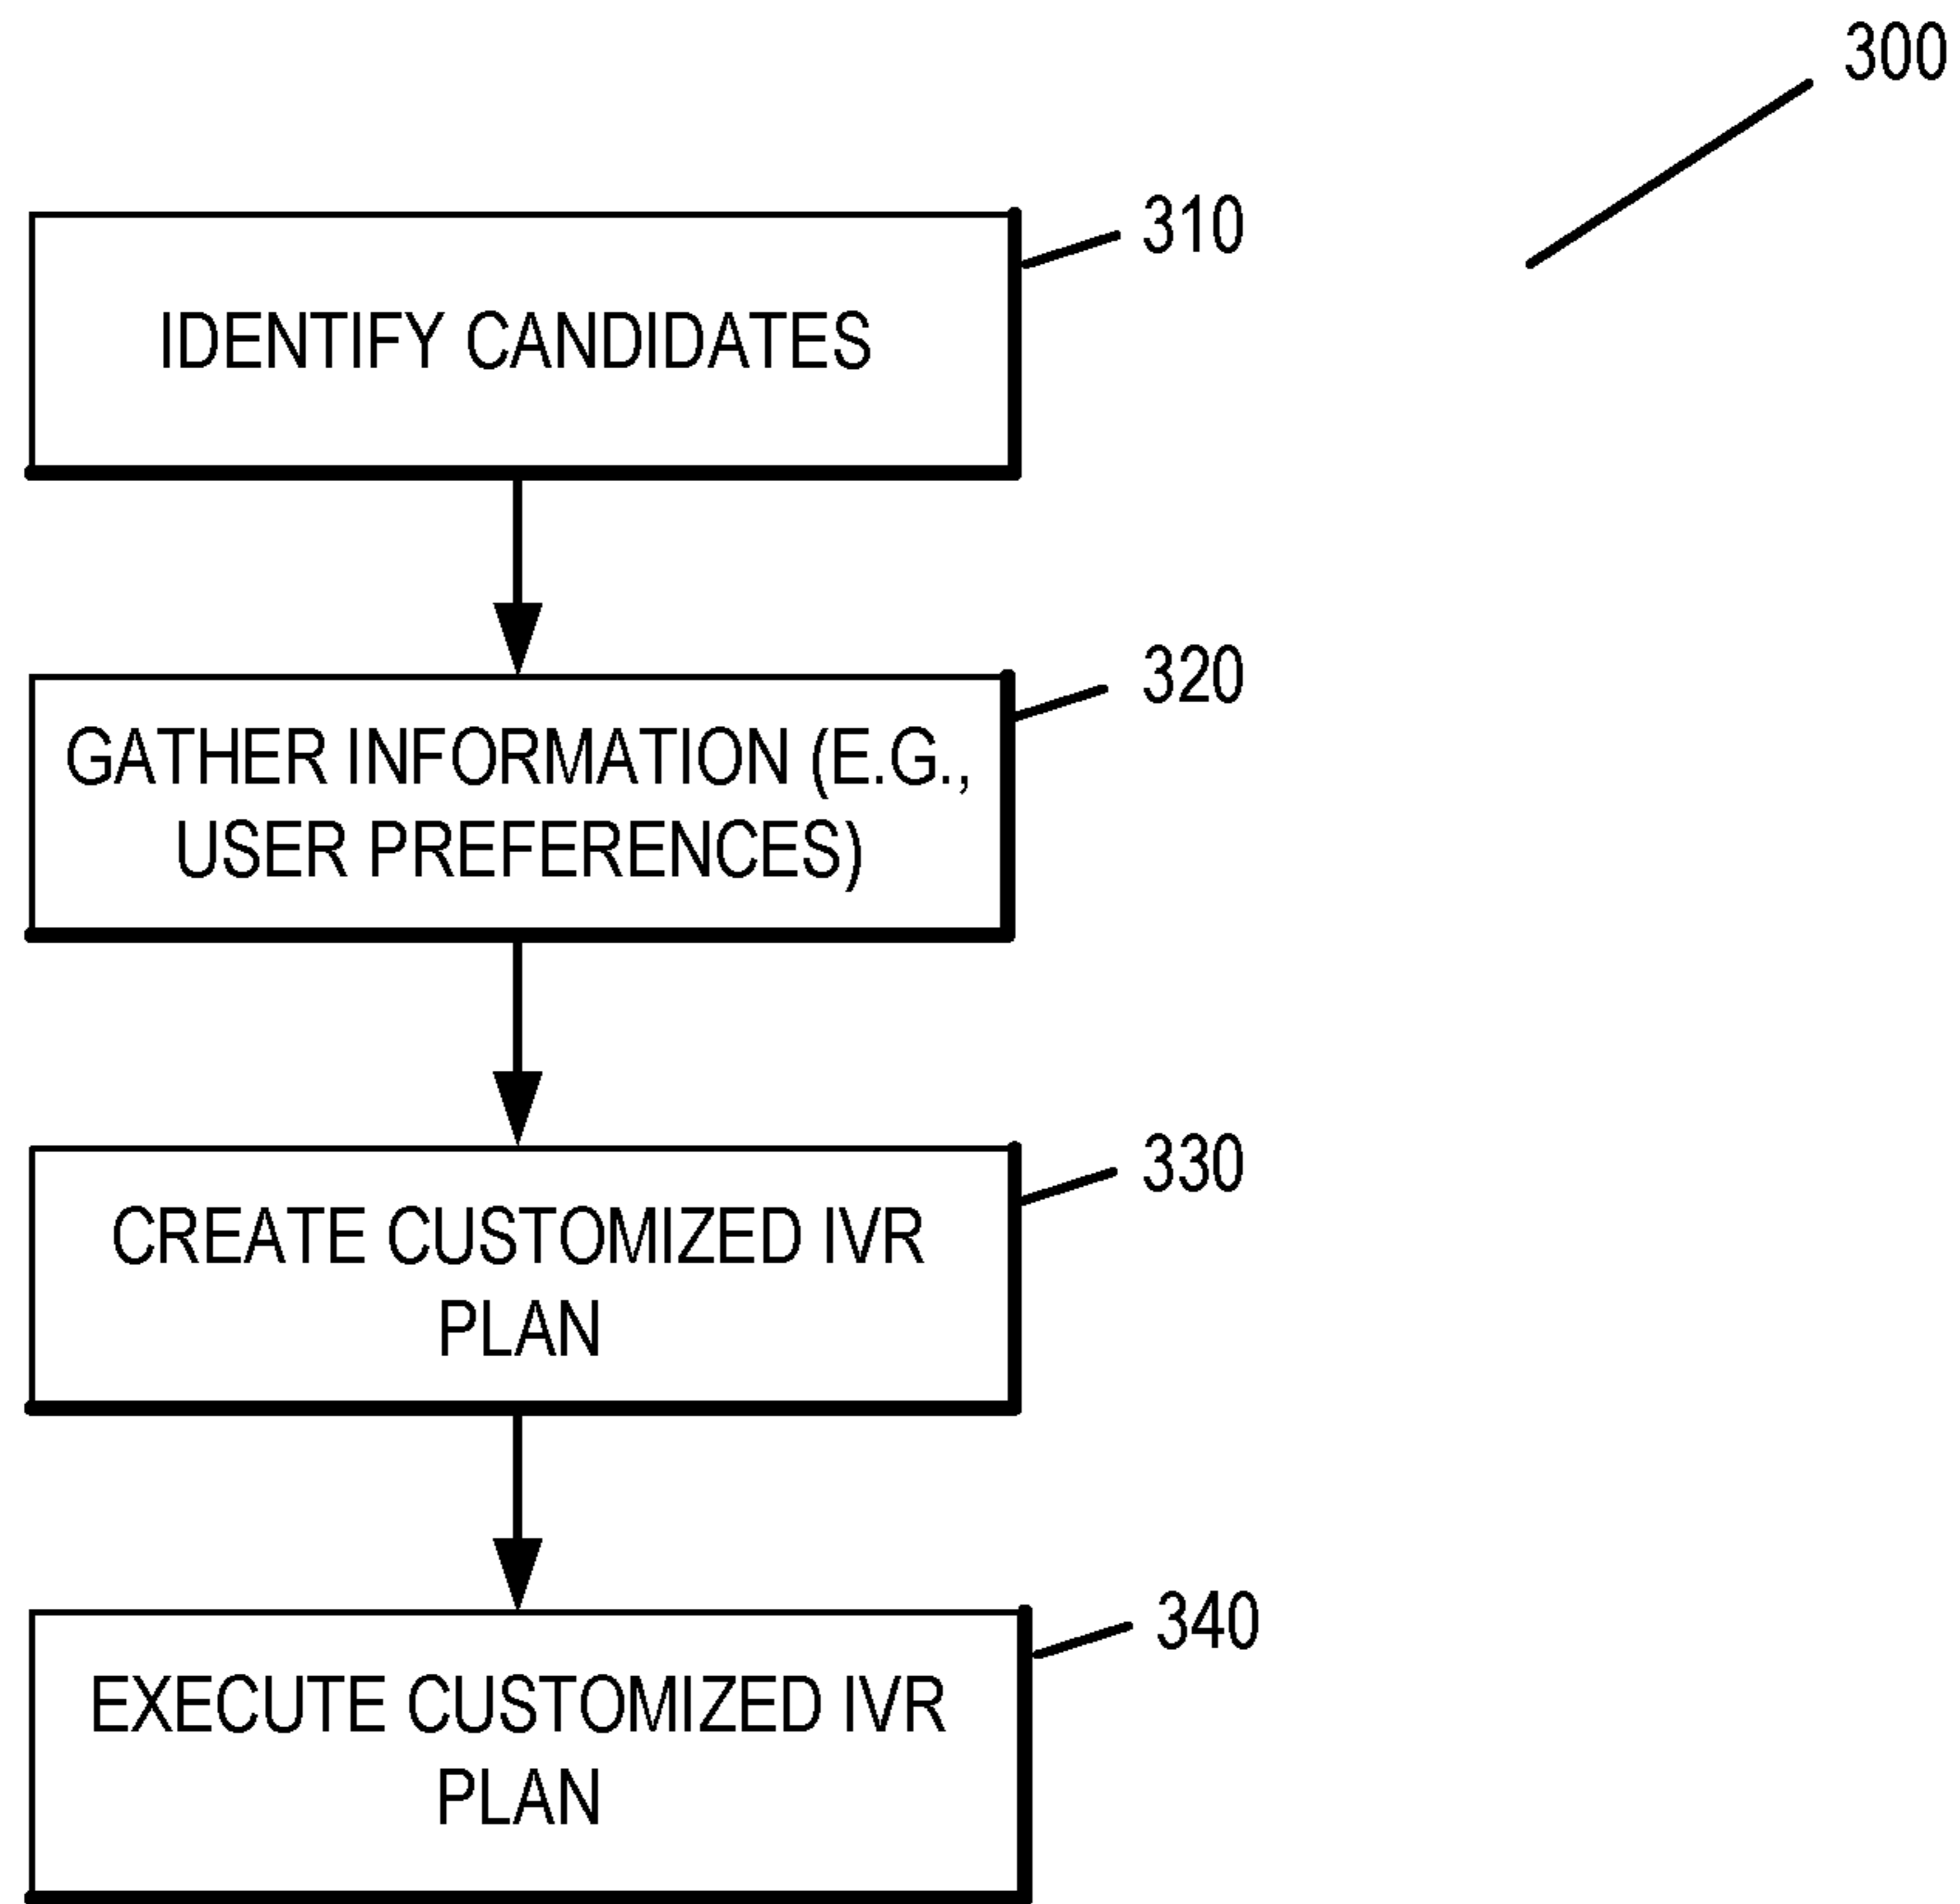 300
310
IDENTIFY CANDIDATES
320
GATHER INFORMATION (E.G.,
USER PREFERENCES)
330
CREATE CUSTOMIZED IVR
PLAN
340
EXECUTE CUSTOMIZED IVR
PLAN